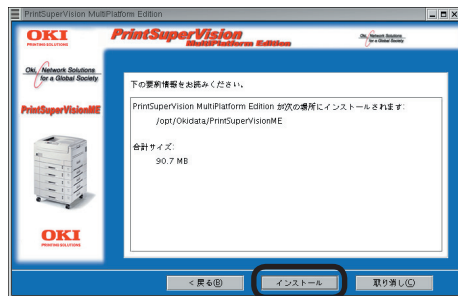 PrintSuperVision MultiPlatform Edition
OKI
PRINTING SOLUTIONS
PrintSuperVision
MultiPlatform Edition
Oki, Network Solutions
for a Global Society
Oki, Network Solutions
for a Global Society
PrintSuperVisionME
OKI
PRINTING SOLUTIONS
下の要約情報をお読みください。
PrintSuperVision MultiPlatform Edition が次の場所にインストールされます:
/opt/Okidata/PrintSuperVisionME
合計サイズ:
90.7 MB
< 戻る(B)
インストール
取り消し(C)